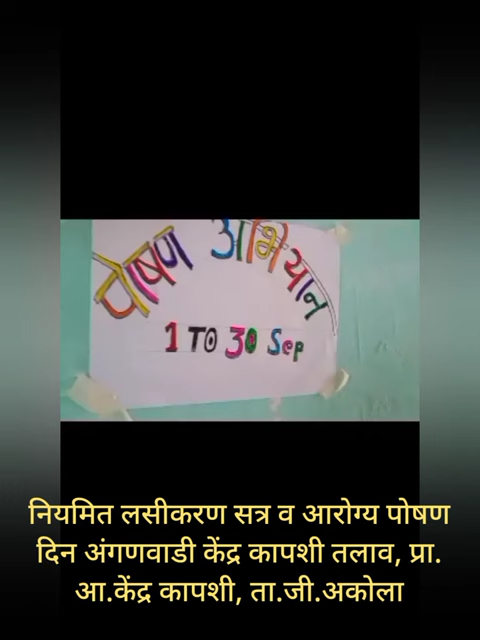 पोषण अभियान
1 TO 30 Sep
नियमित लसीकरण सत्र व आरोग्य पोषण
दिन अंगणवाडी केंद्र कापशी तलाव, प्रा.
आ.केंद्र कापशी, ता.जी.अकोला